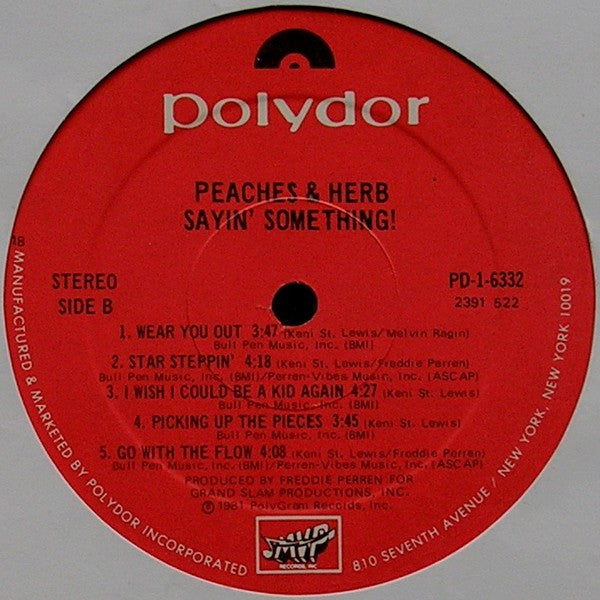 polydor
PEACHES & HERB
SAYIN' SOMETHING!
STEREO
SIDE B
PD-1-6332
2391 522
1. WEAR YOU OUT 3:47 (Keni St. Lewis/Melvin Ragin)
Bull Pen Music, Inc. (BMI)
2. STAR STEPPIN' 4:18 (Keni St. Lewis/Freddie Perren)
Bull Pen Music, Inc. (BMI)/Perren-Vibes Music, Inc. (ASCAP)
3. I WISH I COULD BE A KID AGAIN 4:27 (Keni St. Lewis)
Bull Pen Music, Inc. (BMI)
4. PICKING UP THE PIECES 3:45 (Keni St. Lewis)
Bull Pen Music, Inc. (BMI)
5. GO WITH THE FLOW 4:08 (Keni St. Lewis/Freddie Perren)
Bull Pen Music, Inc. (BMI)/Perren-Vibes Music, Inc. (ASCAP)
PRODUCED BY FREDDIE PERREN FOR
GRAND SLAM PRODUCTIONS, INC.
℗ 1981 PolyGram Records, Inc.
MVP
RECORDS, INC
18
MANUFACTURED & MARKETED BY POLYDOR INCORPORATED
810 SEVENTH AVENUE / NEW YORK, NEW YORK 10019